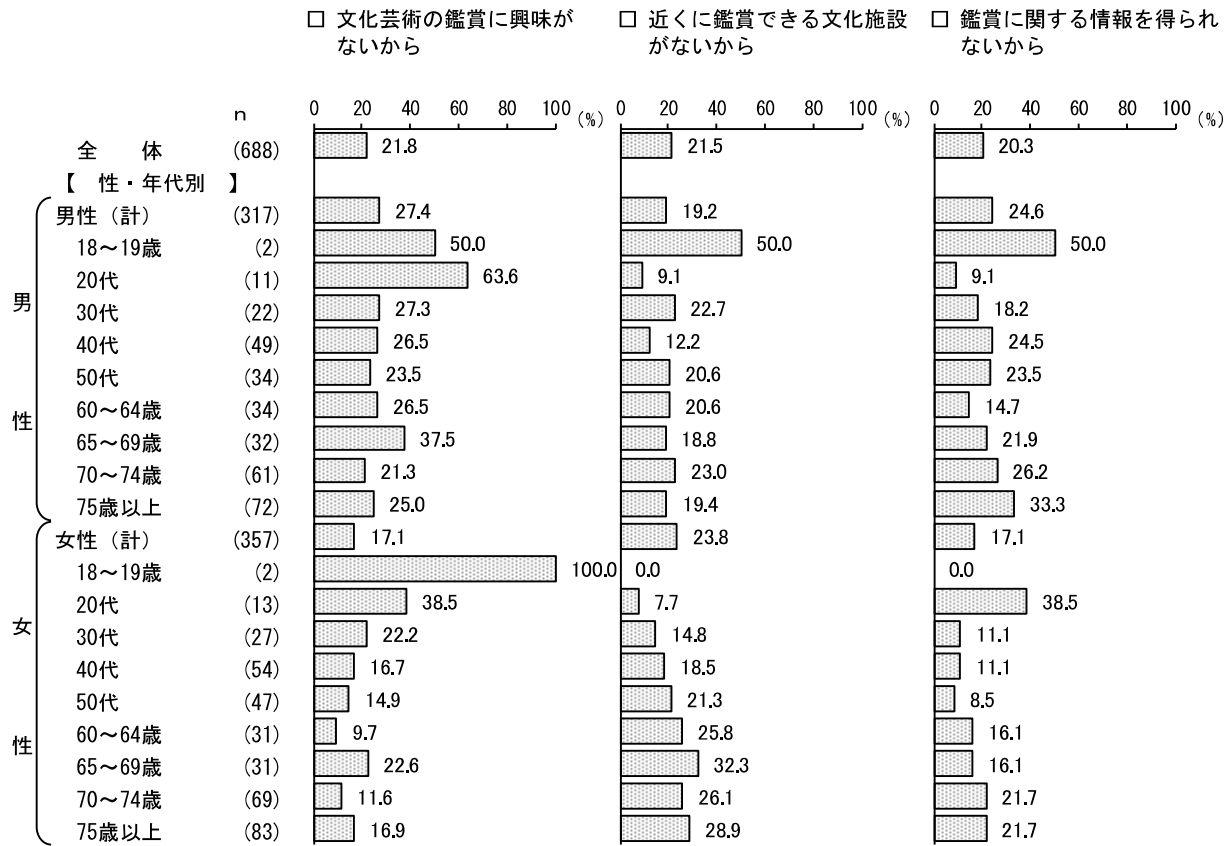 □ 文化芸術の鑑賞に興味が
ないから
□ 近くに鑑賞できる文化施設
がないから
□ 鑑賞に関する情報を得られ
ないから
n
0 20 40 60 80 100 (%)
0 20 40 60 80 100 (%)
0 20 40 60 80 100 (%)
全 体 (688) 21.8 21.5 20.3
【 性・年代別 】
男性（計） (317) 27.4 19.2 24.6
18～19歳 (2) 50.0 50.0 50.0
20代 (11) 63.6 9.1 9.1
30代 (22) 27.3 22.7 18.2
40代 (49) 26.5 12.2 24.5
50代 (34) 23.5 20.6 23.5
60～64歳 (34) 26.5 20.6 14.7
65～69歳 (32) 37.5 18.8 21.9
70～74歳 (61) 21.3 23.0 26.2
75歳以上 (72) 25.0 19.4 33.3
男性
女性（計） (357) 17.1 23.8 17.1
18～19歳 (2) 100.0 0.0 0.0
20代 (13) 38.5 7.7 38.5
30代 (27) 22.2 14.8 11.1
40代 (54) 16.7 18.5 11.1
50代 (47) 14.9 21.3 8.5
60～64歳 (31) 9.7 25.8 16.1
65～69歳 (31) 22.6 32.3 16.1
70～74歳 (69) 11.6 26.1 21.7
75歳以上 (83) 16.9 28.9 21.7
女性